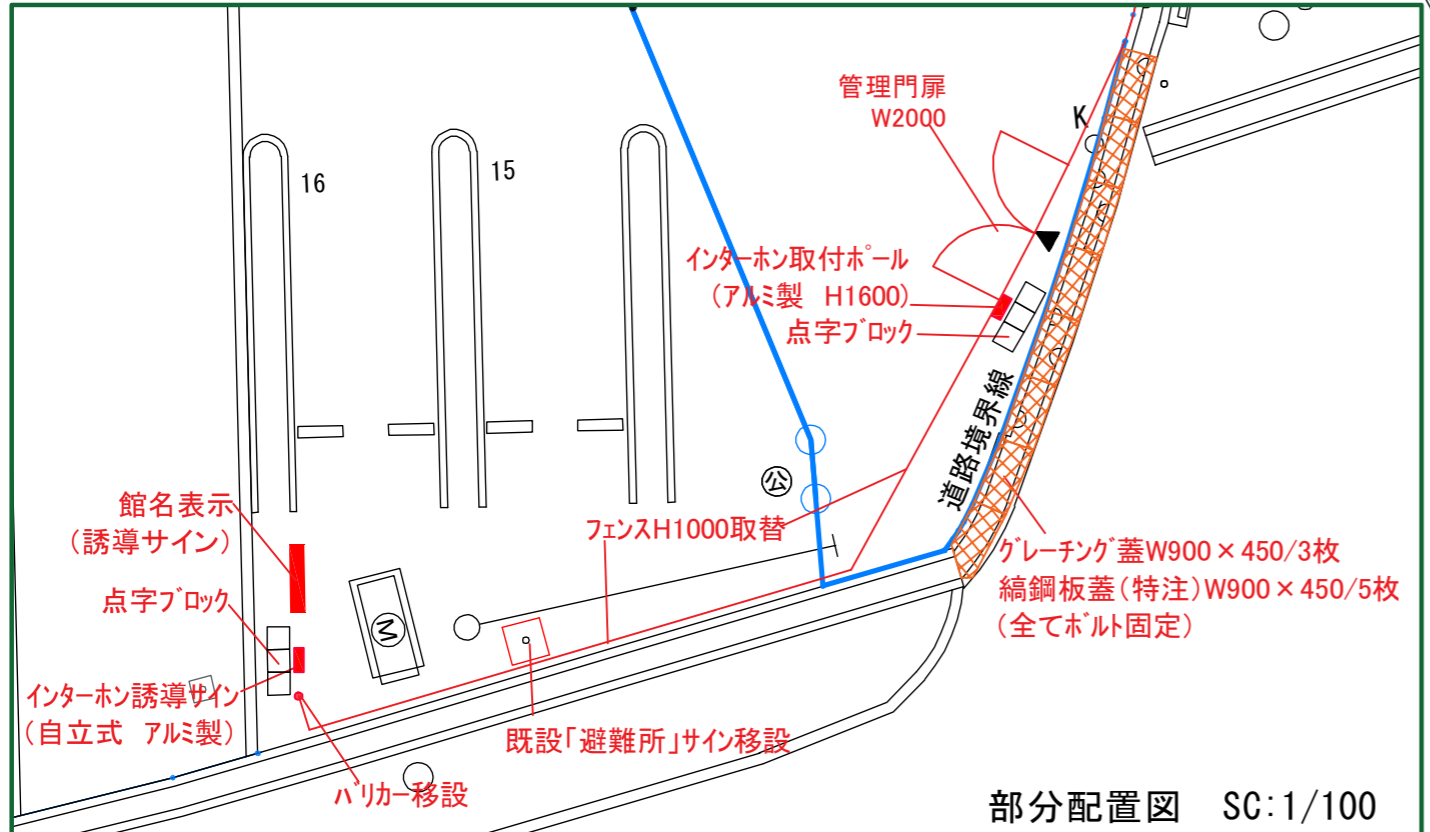 管理門扉
W2000
K
16
15
インターホン取付ポール
(アルミ製 H1600)
点字ブロック
道路境界線
館名表示
(誘導サイン)
公
フェンスH1000取替
グレーチング蓋W900×450/3枚
縞鋼板蓋(特注)W900×450/5枚
(全てボルト固定)
点字ブロック
M
インターホン誘導サイン
(自立式 アルミ製)
既設「避難所」サイン移設
バリカー移設
部分配置図 SC:1/100